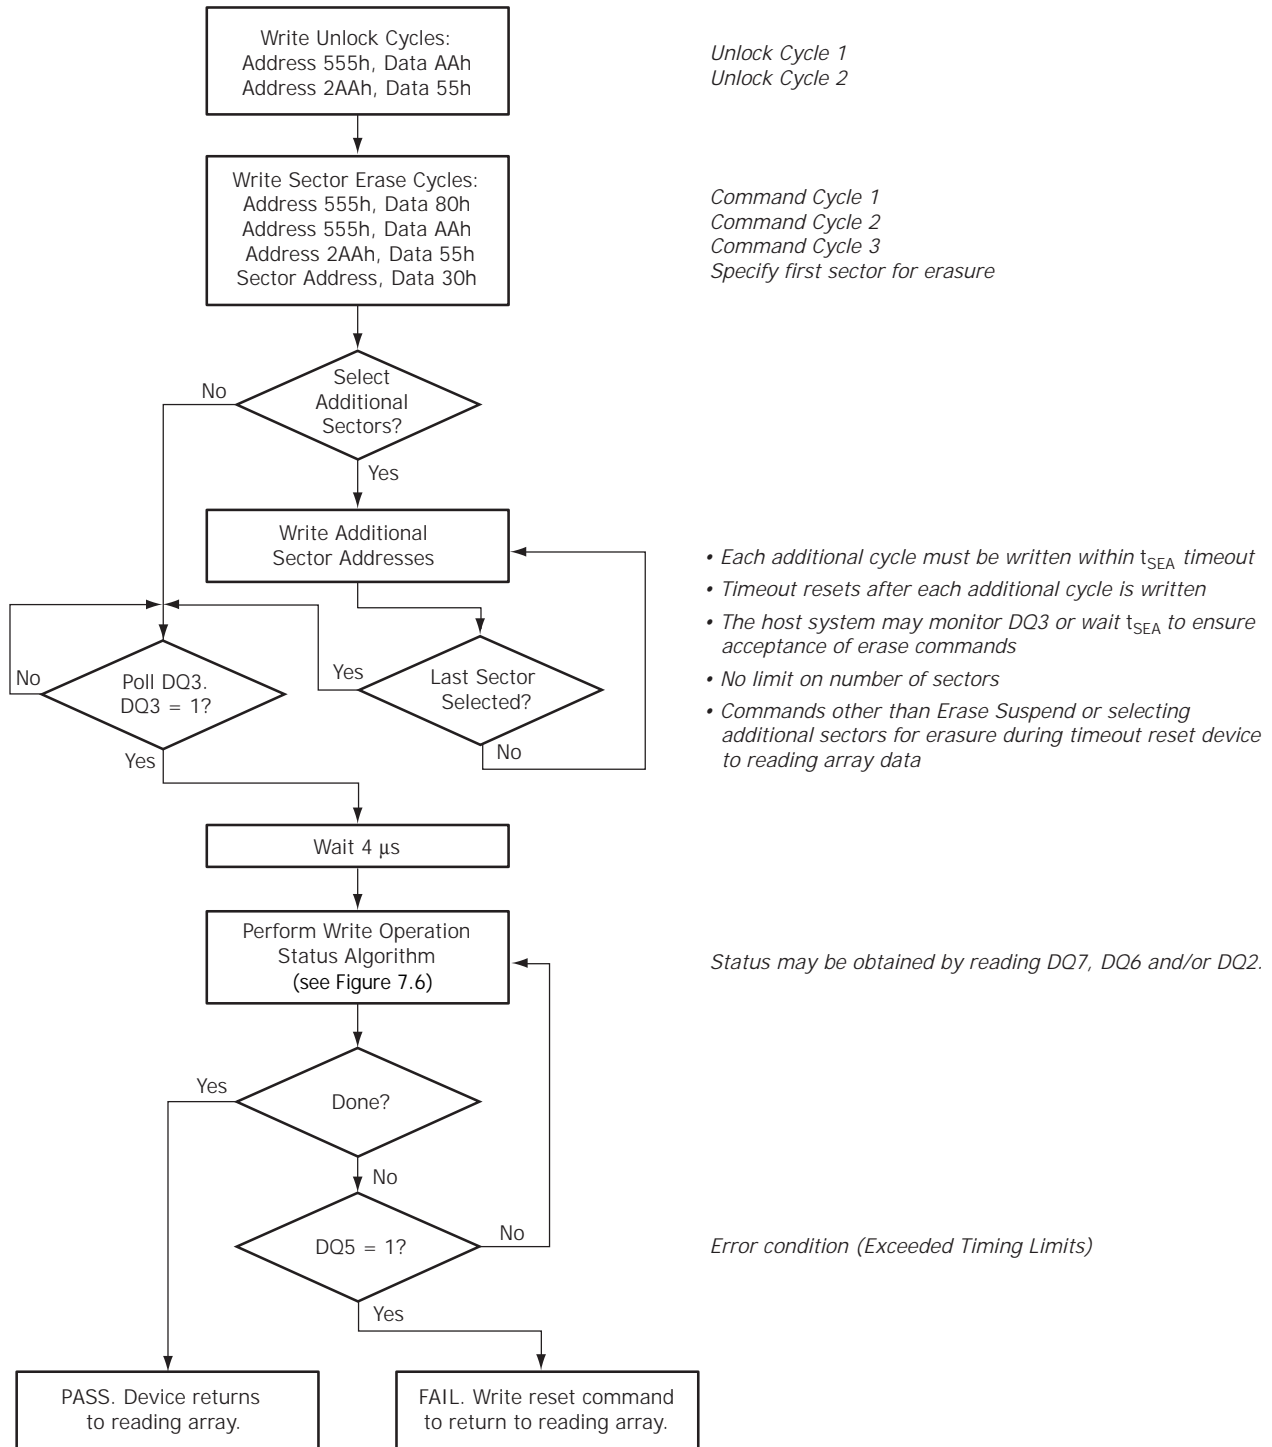 Write Unlock Cycles:
Address 555h, Data AAh
Address 2AAh, Data 55h
Unlock Cycle 1
Unlock Cycle 2
Write Sector Erase Cycles:
Address 555h, Data 80h
Address 555h, Data AAh
Address 2AAh, Data 55h
Sector Address, Data 30h
Command Cycle 1
Command Cycle 2
Command Cycle 3
Specify first sector for erasure
Select
Additional
Sectors?
No
Yes
Write Additional
Sector Addresses
• Each additional cycle must be written within tSEA timeout
• Timeout resets after each additional cycle is written
• The host system may monitor DQ3 or wait tSEA to ensure
acceptance of erase commands
• No limit on number of sectors
• Commands other than Erase Suspend or selecting
additional sectors for erasure during timeout reset device
to reading array data
No
Poll DQ3.
DQ3 = 1?
Yes
Yes
Last Sector
Selected?
No
Wait 4 µs
Perform Write Operation
Status Algorithm
(see Figure 7.6)
Status may be obtained by reading DQ7, DQ6 and/or DQ2.
Yes
Done?
No
DQ5 = 1?
No
Error condition (Exceeded Timing Limits)
Yes
PASS. Device returns
to reading array.
FAIL. Write reset command
to return to reading array.